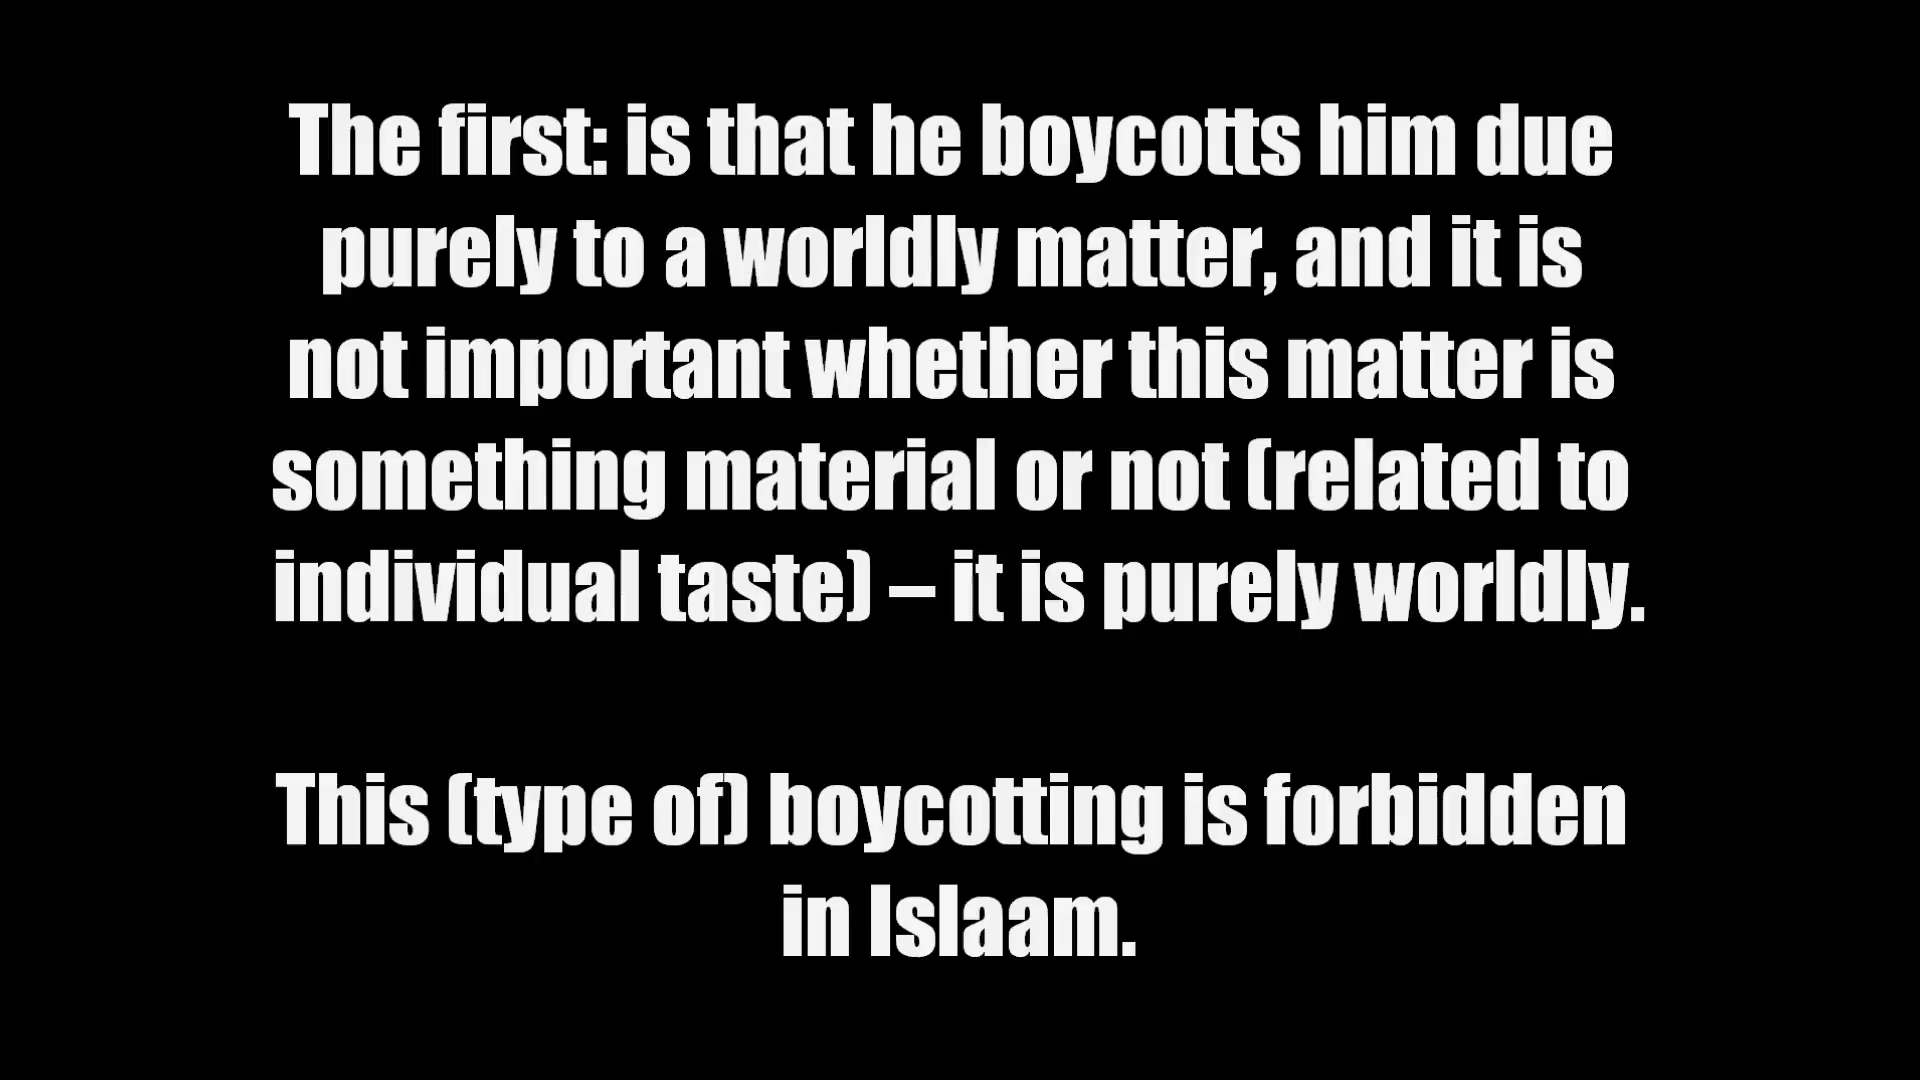 The first: is that he boycotts him due
purely to a worldly matter, and it is
not important whether this matter is
something material or not (related to
individual taste) – it is purely worldly.
This (type of) boycotting is forbidden
in Islaam.